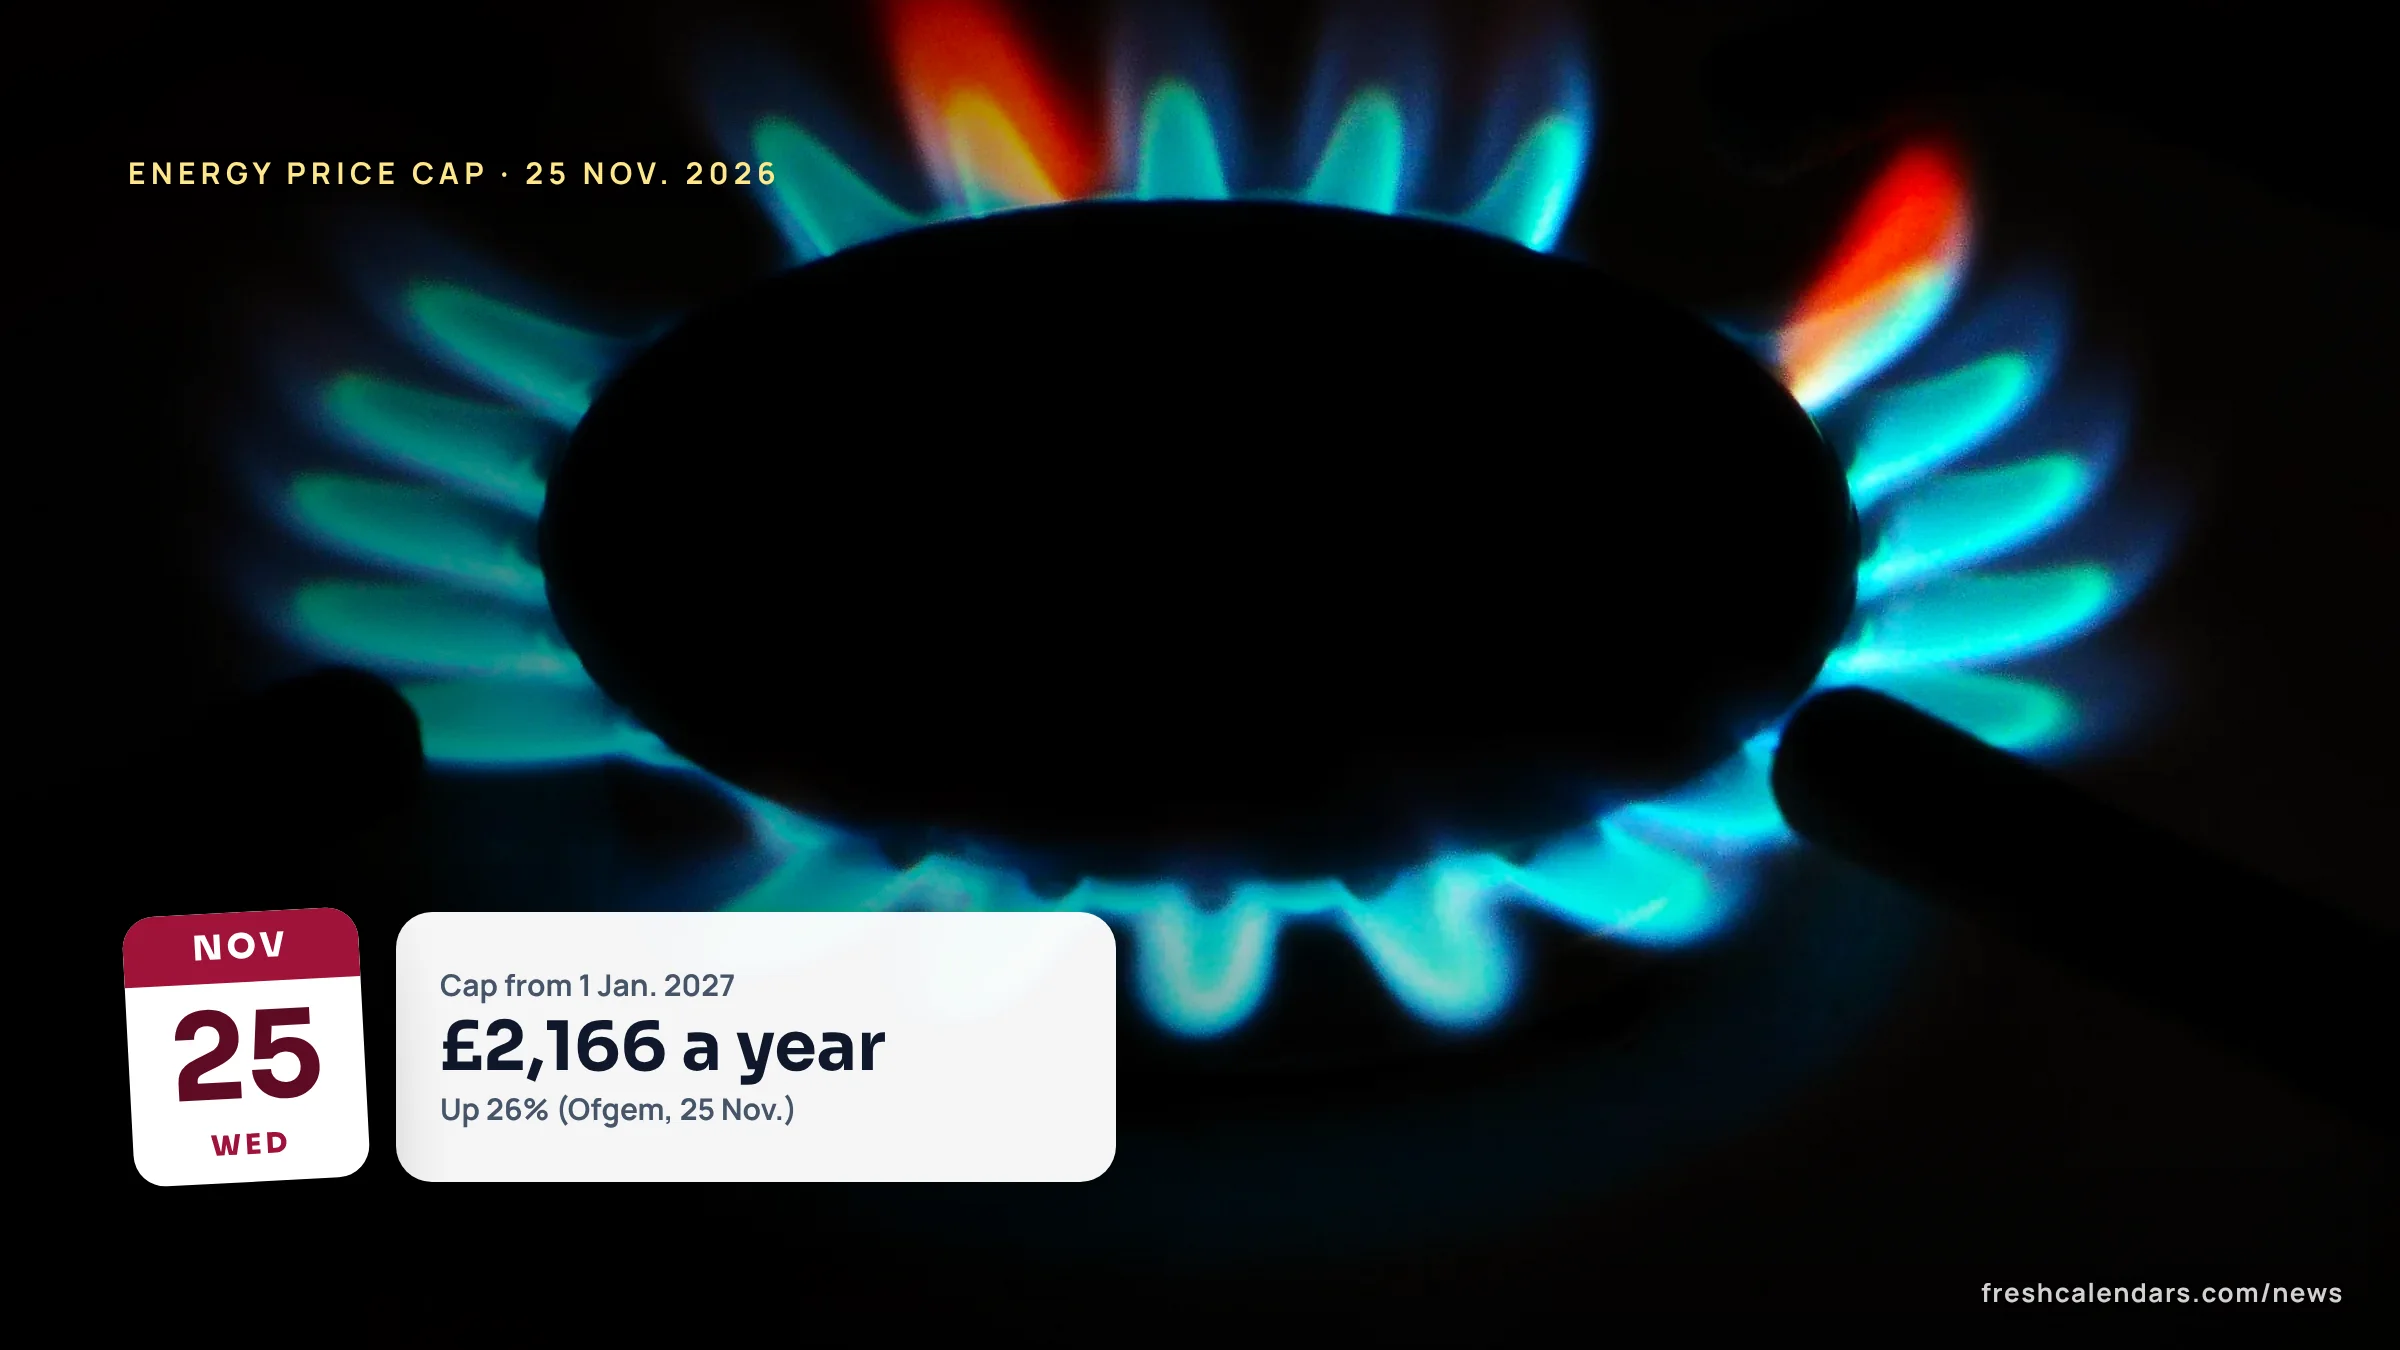 ENERGY PRICE CAP · 25 NOV. 2026
NOV
25
WED
Cap from 1 Jan. 2027
£2,166 a year
Up 26% (Ofgem, 25 Nov.)
freshcalendars.com/news